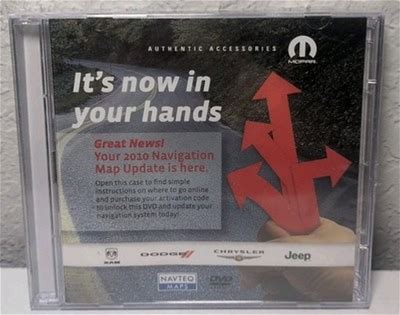 AUTHENTIC ACCESSORIES
MOPAR
It's now in
your hands
Great News!
Your 2010 Navigation
Map Update is here.
Open this case to find simple
instructions on where to go online
and purchase your activation code
to unlock this DVD and update your
navigation system today!
RAM
DODGE
CHRYSLER
Jeep
NAVTEQ
MAPS
DVD